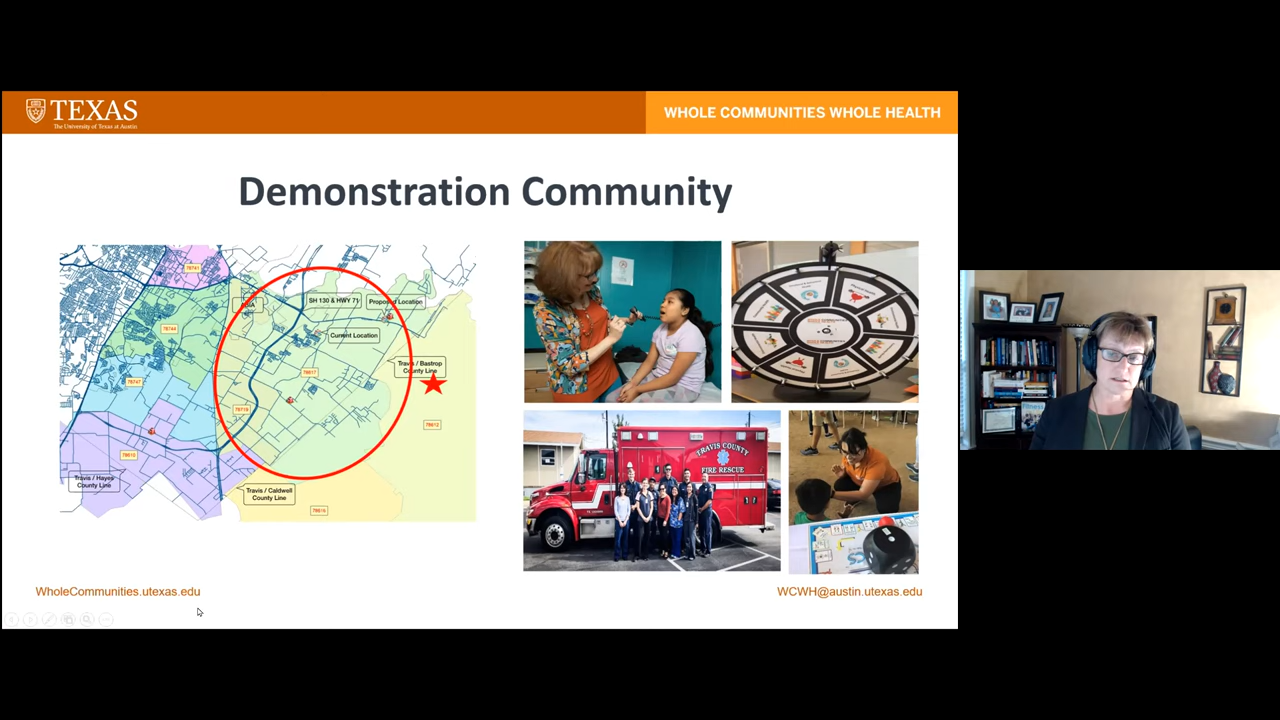 TEXAS
The University of Texas at Austin
WHOLE COMMUNITIES WHOLE HEALTH
Demonstration Community
78741
SH 130 & HWY 71
Current Location
78744
Travis / Bastrop
County Line
78747
78617
78719
78612
78610
Travis / Hays
County Line
Travis / Caldwell
County Line
78616
TRAVIS COUNTY
FIRE RESCUE
WholeCommunities.utexas.edu
WCWH@austin.utexas.edu